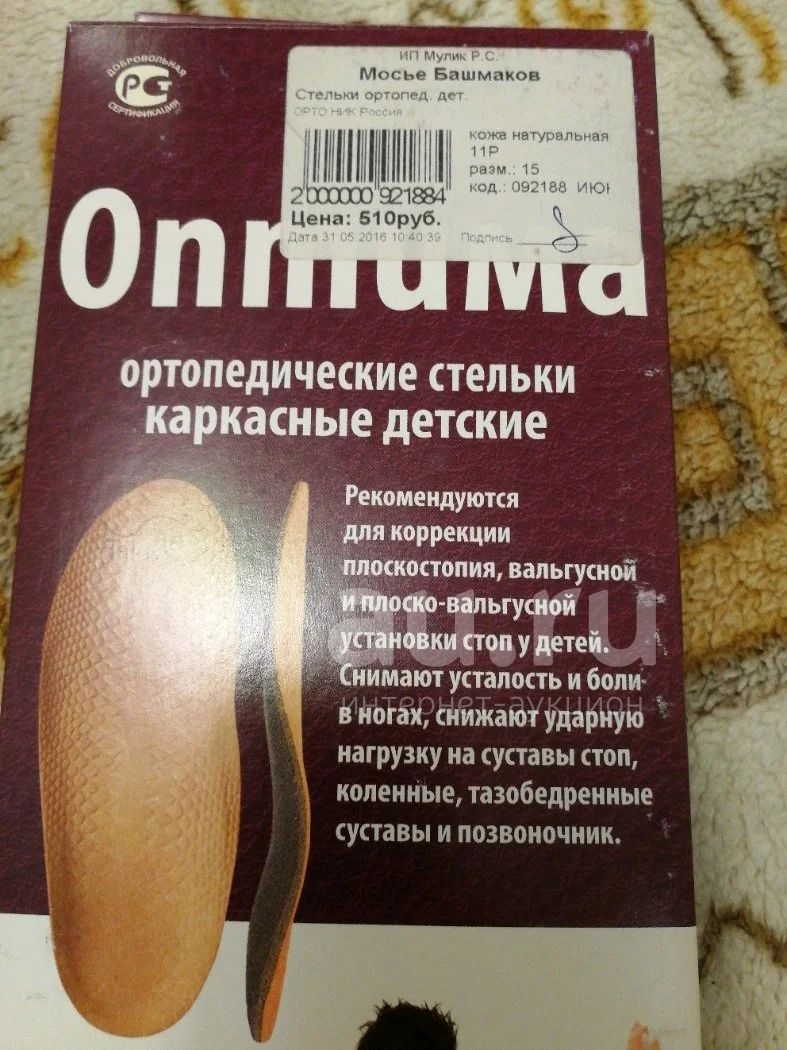 ДОБРОВОЛЬНАЯ
РСТ
СЕРТИФИКАЦИЯ
ИП Мулик Р.С.
Мосье Башмаков
Стельки ортопед. дет.
ОРТО НИК Россия
кожа натуральная
11Р
разм.: 15
код.: 092188 ИЮН
2 000000 921884
Цена: 510руб.
Дата 31 05 2016 10 40 39 Подпись
ортопедические стельки
каркасные детские
Рекомендуются
для коррекции
плоскостопия, вальгусной
и плоско-вальгусной
установки стоп у детей.
Снимают усталость и боли
в ногах, снижают ударную
нагрузку на суставы стоп,
коленные, тазобедренные
суставы и позвоночник.
au.ru
интернет-аукцион